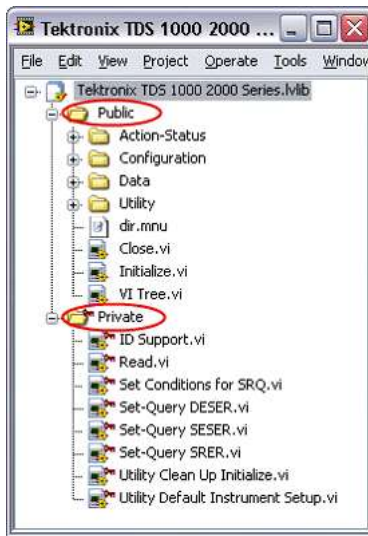 Tektronix TDS 1000 2000 ...
File Edit View Project Operate Tools Window
Tektronix TDS 1000 2000 Series.lvlib
Public
Action-Status
Configuration
Data
Utility
dir.mnu
Close.vi
Initialize.vi
VI Tree.vi
Private
ID Support.vi
Read.vi
Set Conditions for SRQ.vi
Set-Query DESER.vi
Set-Query SESER.vi
Set-Query SRER.vi
Utility Clean Up Initialize.vi
Utility Default Instrument Setup.vi